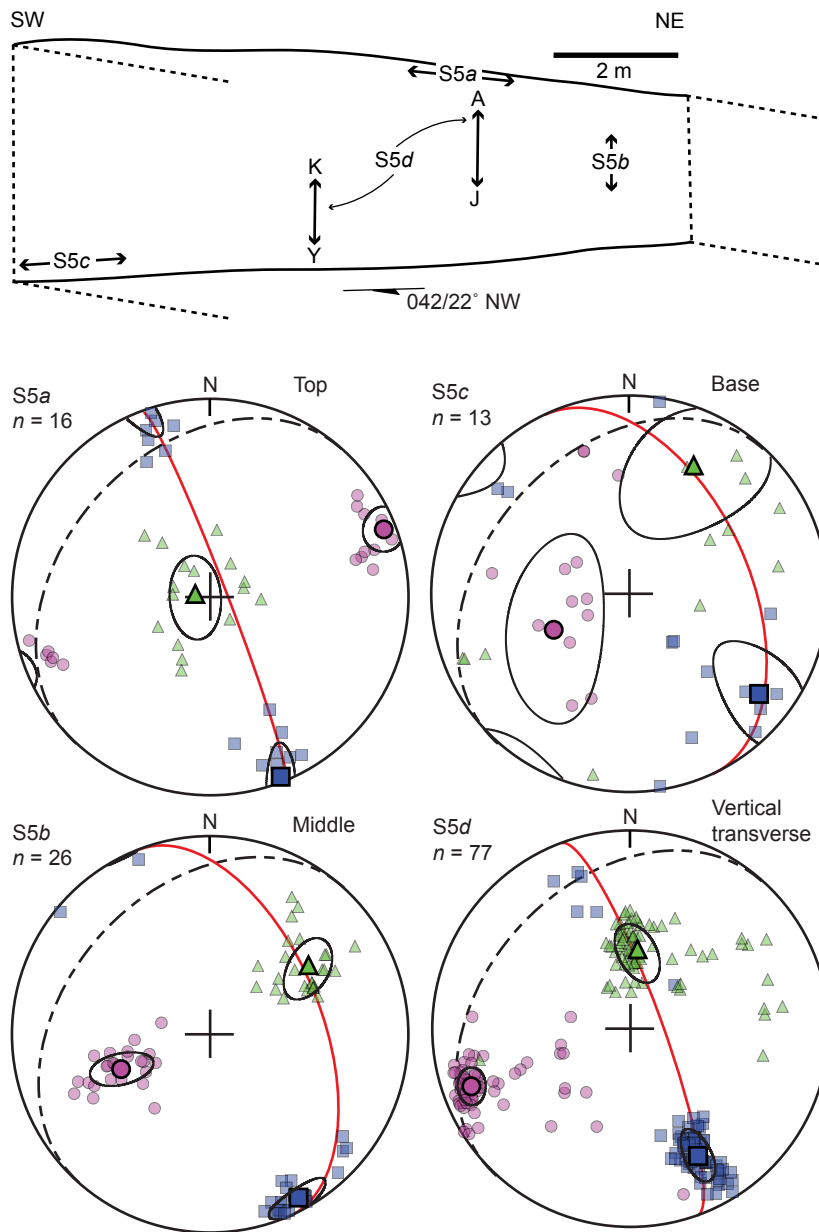 SW
NE
2 m
S5a
A
K
S5d
S5b
J
Y
S5c
042/22° NW
S5a
n = 16
N
Top
S5c
n = 13
N
Base
S5b
n = 26
N
Middle
S5d
n = 77
N
Vertical
transverse